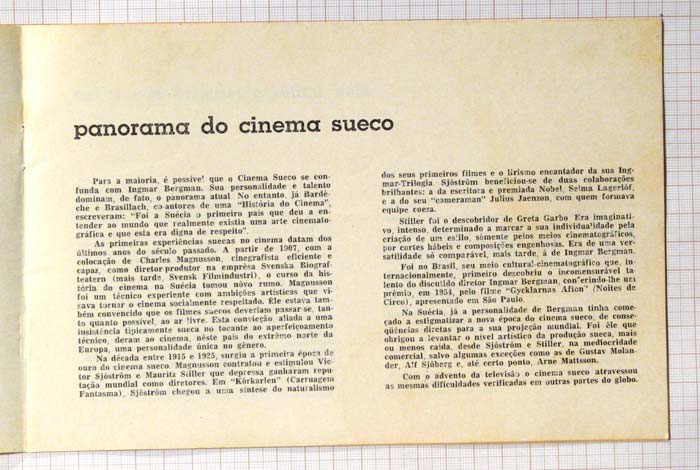 panorama do cinema sueco
Para a maioria, é possivel que o Cinema Sueco se con-
funda com Ingmar Bergman. Sua personalidade e talento
dominam, de fato, o panorama atual No entanto, já Bardè-
che e Brasillach, co-autores de uma "História do Cinema",
escreveram: "Foi a Suécia o primeiro país que deu a en-
tender ao mundo que realmente existia uma arte cinemato-
gráfica e que esta era digna de respeito".
As primeiras experiências suecas no cinema datam dos
últimos anos do século passado. A partir de 1907, com a
colocação de Charles Magnusson, cinegrafista eficiente e
capaz, como diretor-produtor na emprêsa Svenska Biograf-
teatern (mais tarde, Svensk Filmindustri), o curso da his-
tória do cinema na Suécia tomou nôvo rumo. Magnusson
foi um técnico experiente com ambições artísticas que vi-
sava tornar o cinema socialmente respeitado. Êle estava tam-
bém convencido que os filmes suecos deveriam passar-se, tan-
to quanto possível, ao ar livre. Esta convicção, aliada a uma
insistência tipicamente sueca no tocante ao aperfeiçoamento
técnico, deram ao cinema, nêste país do extrêmo norte da
Europa, uma personalidade única no gênero.
Na década entre 1915 e 1925, surgiu a primeira época de
ouro do cinema sueco. Magnusson contratou e estimulou Vic-
tor Sjöström e Mauritz Stiller que depressa ganharam repu-
tação mundial como diretores. Em "Körkarlen" (Carruagem
Fantasma), Sjöström chegou a uma síntese do naturalismo
dos seus primeiros filmes e o lirismo encantador da sua Ing-
mar-Trilogia. Sjöström beneficiou-se de duas colaborações
brilhantes: a da escritora e premiada Nobel, Selma Lagerlöf,
e a do seu "cameraman" Julius Jaenzon, com quem formava
equipe coesa.
Stiller foi o descobridor de Greta Garbo Era imaginati-
vo, intenso, determinado a marcar a sua individualidade pela
criação de um estilo, sòmente pelos meios cinematográficos,
por cortes hábeis e composições engenhosas. Era de uma ver-
satilidade só comparável, mais tarde, à de Ingmar Bergman.
Foi no Brasil, seu meio cultural-cinematográfico que, in-
ternacionalmente, primeiro descobriu o incomensurável ta-
lento do discutido diretor Ingmar Bergman, conferindo-lhe um
prêmio, em 1954, pelo filme "Gycklarnas Afton" (Noites de
Circo), apresentado em São Paulo.
Na Suécia, já a personalidade de Bergman tinha come-
çado a estigmatizar a nova época do cinema sueco, de conse-
qüências diretas para a sua projeção mundial. Foi êle que
obrigou a levantar o nível artístico da produção sueca, mais
ou menos caída, desde Sjöström e Stiller, na mediocridade
comercial, salvo algumas exceções como as de Gustav Molan-
der, Alf Sjöberg e, até certo ponto, Arne Mattsson.
Com o advento da televisão o cinema sueco atravessou
as mesmas dificuldades verificadas em outras partes do globo.